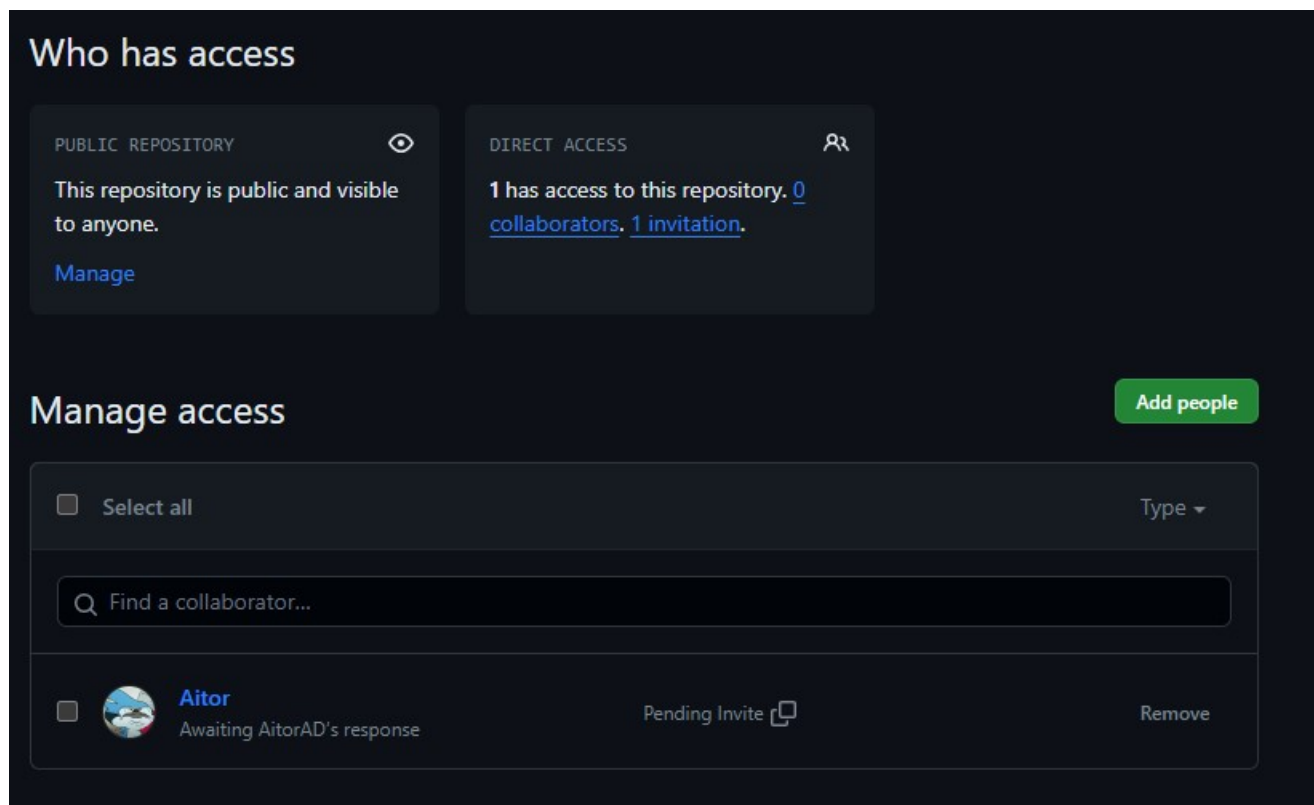 Who has access
PUBLIC REPOSITORY
This repository is public and visible
to anyone.
Manage
DIRECT ACCESS
1 has access to this repository. 0
collaborators. 1 invitation.
Manage access
Add people
Select all
Type
Find a collaborator...
Aitor
Awaiting AitorAD's response
Pending Invite
Remove